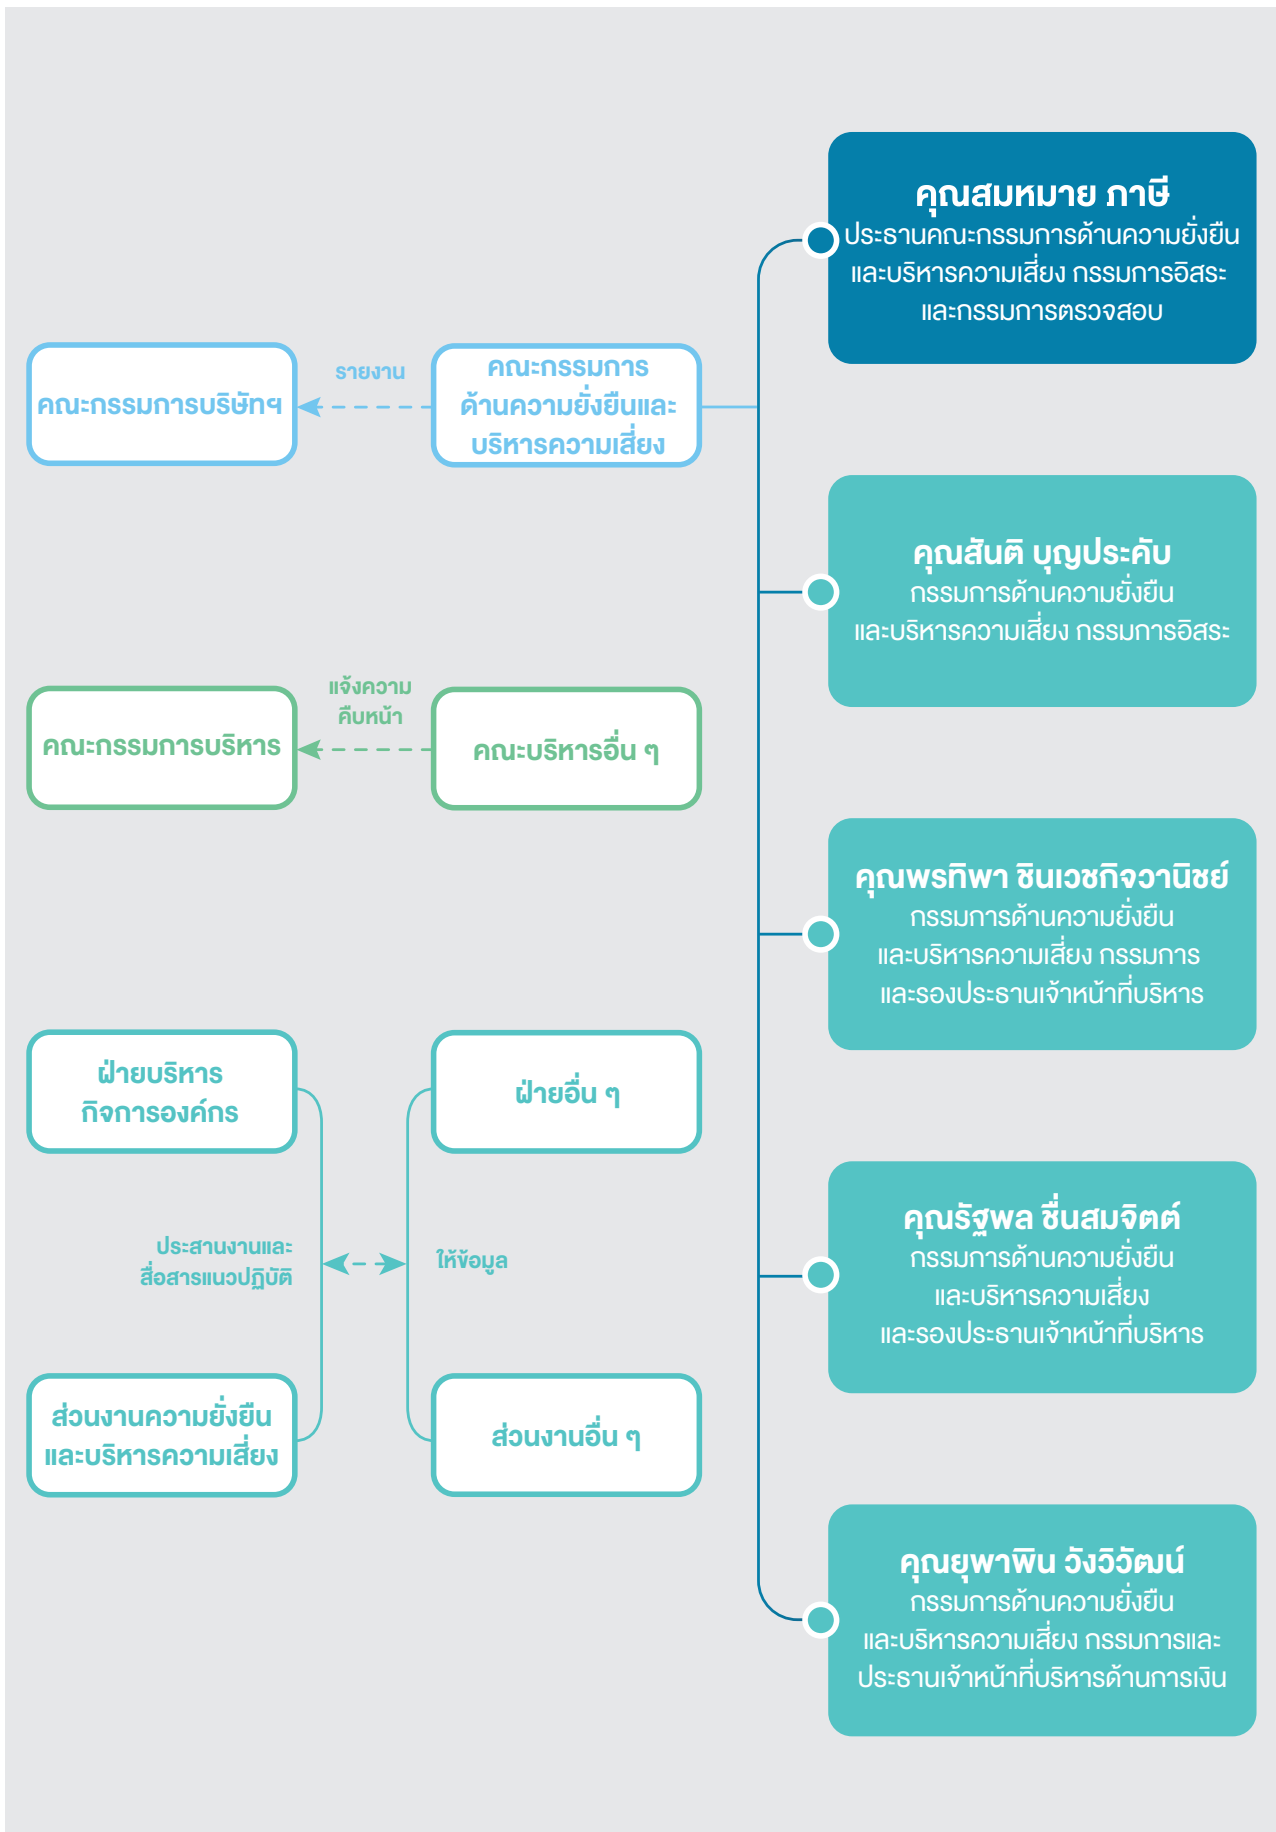 คณะกรรมการบริษัทฯ
รายงาน
คณะกรรมการ
ด้านความยั่งยืนและ
บริหารความเสี่ยง
คณะกรรมการบริหาร
แจ้งความ
คืบหน้า
คณะบริหารอื่น ๆ
ฝ่ายบริหาร
กิจการองค์กร
ฝ่ายอื่น ๆ
ประสานงานและ
สื่อสารแนวปฏิบัติ
ให้ข้อมูล
ส่วนงานความยั่งยืน
และบริหารความเสี่ยง
ส่วนงานอื่น ๆ
คุณสมหมาย ภาษี
ประธานคณะกรรมการด้านความยั่งยืน
และบริหารความเสี่ยง กรรมการอิสระ
และกรรมการตรวจสอบ
คุณสันติ บุญประคับ
กรรมการด้านความยั่งยืน
และบริหารความเสี่ยง กรรมการอิสระ
คุณพรทิพา ชินเวชกิจวานิชย์
กรรมการด้านความยั่งยืน
และบริหารความเสี่ยง กรรมการ
และรองประธานเจ้าหน้าที่บริหาร
คุณรัฐพล ชื่นสมจิตต์
กรรมการด้านความยั่งยืน
และบริหารความเสี่ยง
และรองประธานเจ้าหน้าที่บริหาร
คุณยุพาพิน วังวิวัฒน์
กรรมการด้านความยั่งยืน
และบริหารความเสี่ยง กรรมการและ
ประธานเจ้าหน้าที่บริหารด้านการเงิน